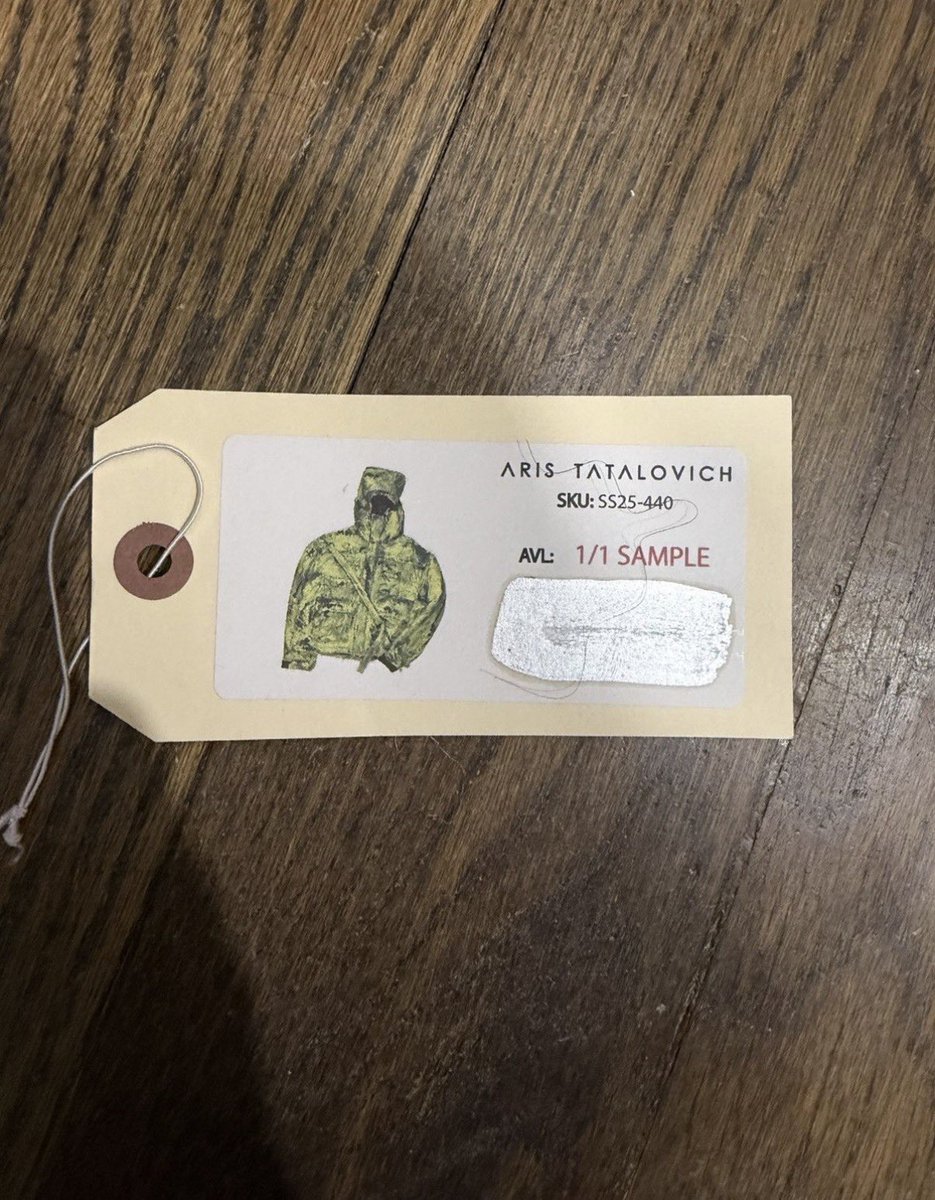 ARIS TATALOVICH
SKU: SS25-440
AVL: 1/1 SAMPLE